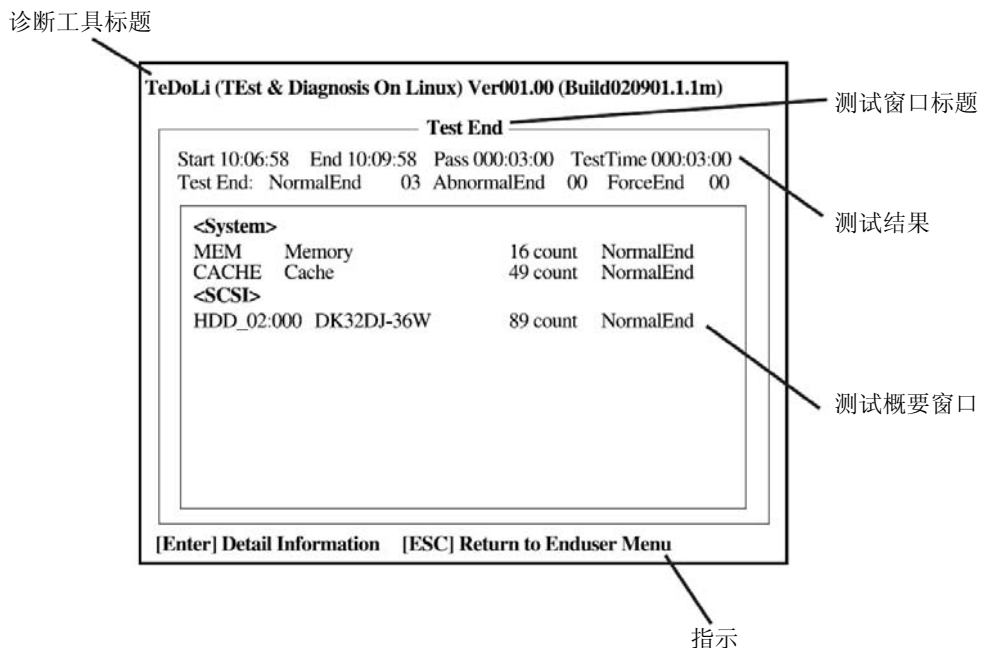 诊断工具标题
TeDoLi (TEst & Diagnosis On Linux) Ver001.00 (Build020901.1.1m)
测试窗口标题
Test End
Start 10:06:58 End 10:09:58 Pass 000:03:00 TestTime 000:03:00
Test End: NormalEnd 03 AbnormalEnd 00 ForceEnd 00
测试结果
<System>
MEM Memory 16 count NormalEnd
CACHE Cache 49 count NormalEnd
<SCSI>
HDD_02:000 DK32DJ-36W 89 count NormalEnd
测试概要窗口
[Enter] Detail Information [ESC] Return to Enduser Menu
指示